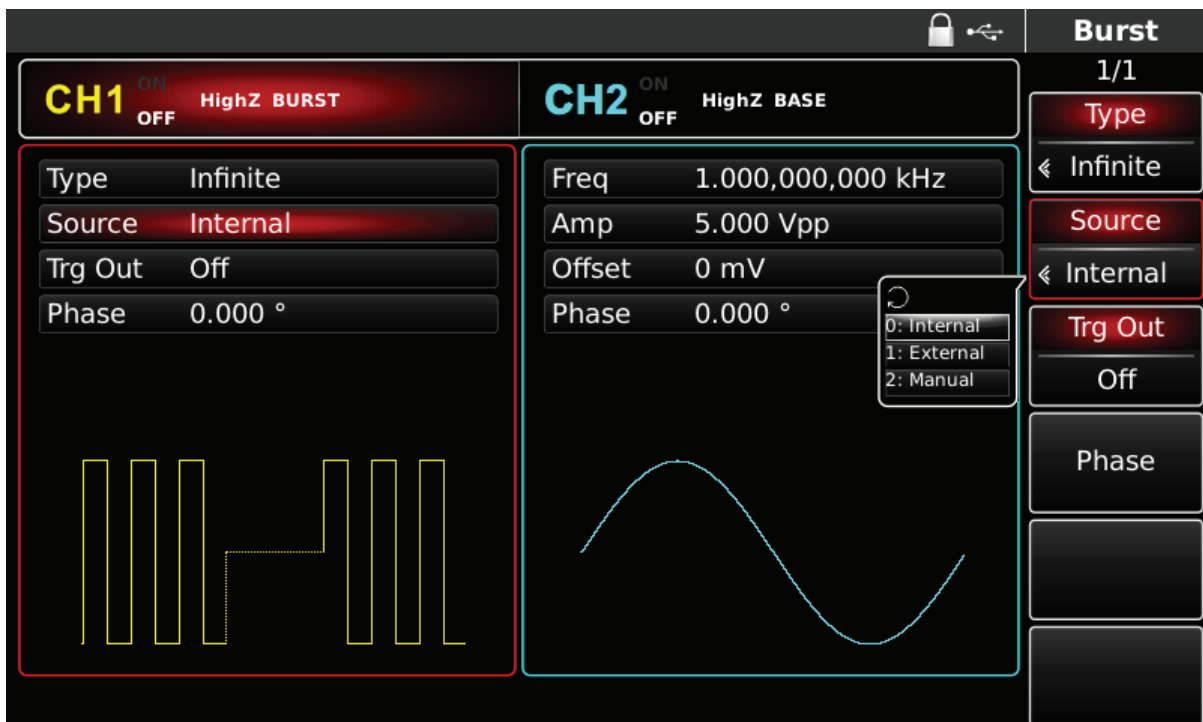 Burst
1/1
CH1 ON OFF HighZ BURST
CH2 ON OFF HighZ BASE
Type Infinite
Source Internal
Trg Out Off
Phase 0.000 °
Freq 1.000,000,000 kHz
Amp 5.000 Vpp
Offset 0 mV
Phase 0.000 °
0: Internal
1: External
2: Manual
Type
Infinite
Source
Internal
Trg Out
Off
Phase